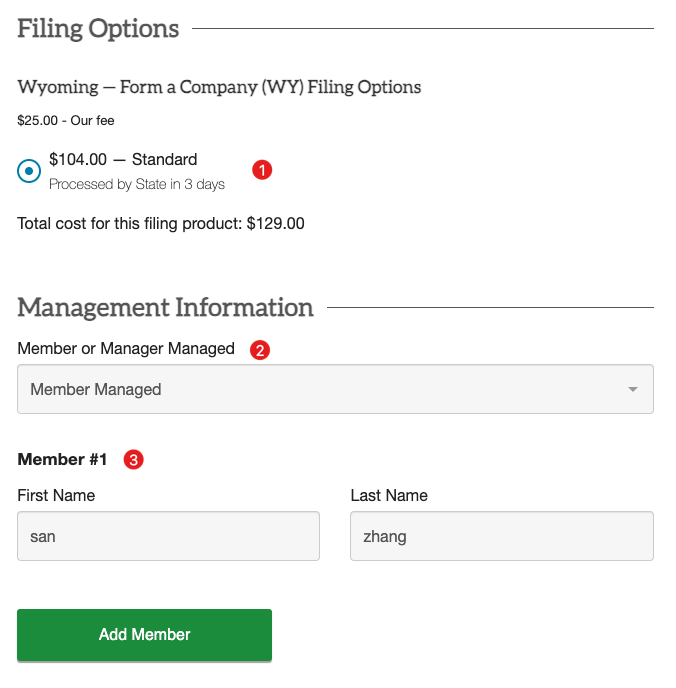 Filing Options
Wyoming — Form a Company (WY) Filing Options
$25.00 - Our fee
$104.00 — Standard
1
Processed by State in 3 days
Total cost for this filing product: $129.00
Management Information
Member or Manager Managed 2
Member Managed
Member #1 3
First Name Last Name
san zhang
Add Member